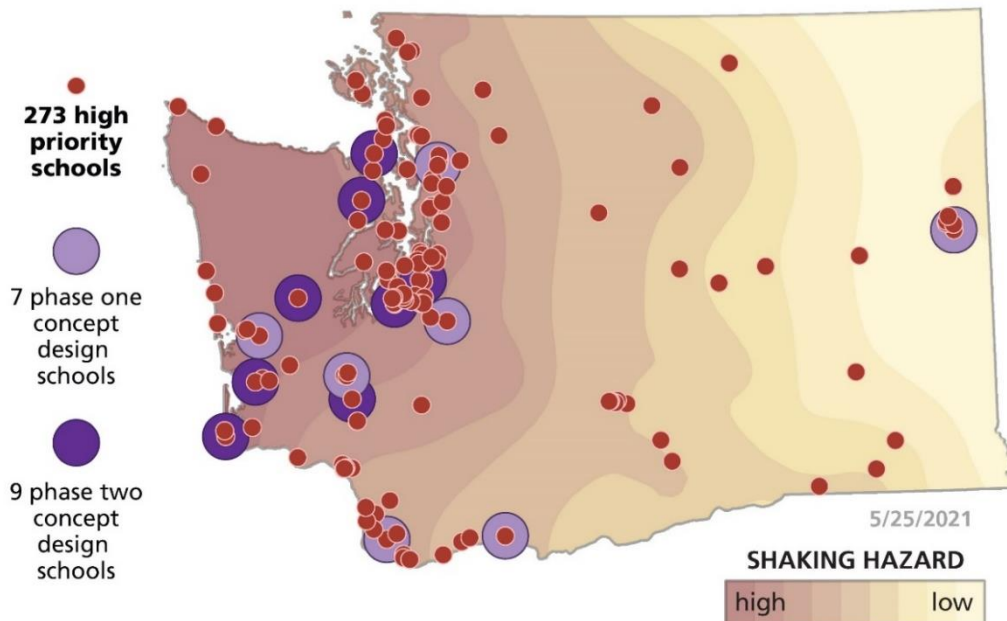 273 high
priority
schools
7 phase one
concept
design
schools
9 phase two
concept
design
schools
5/25/2021
SHAKING HAZARD
high
low